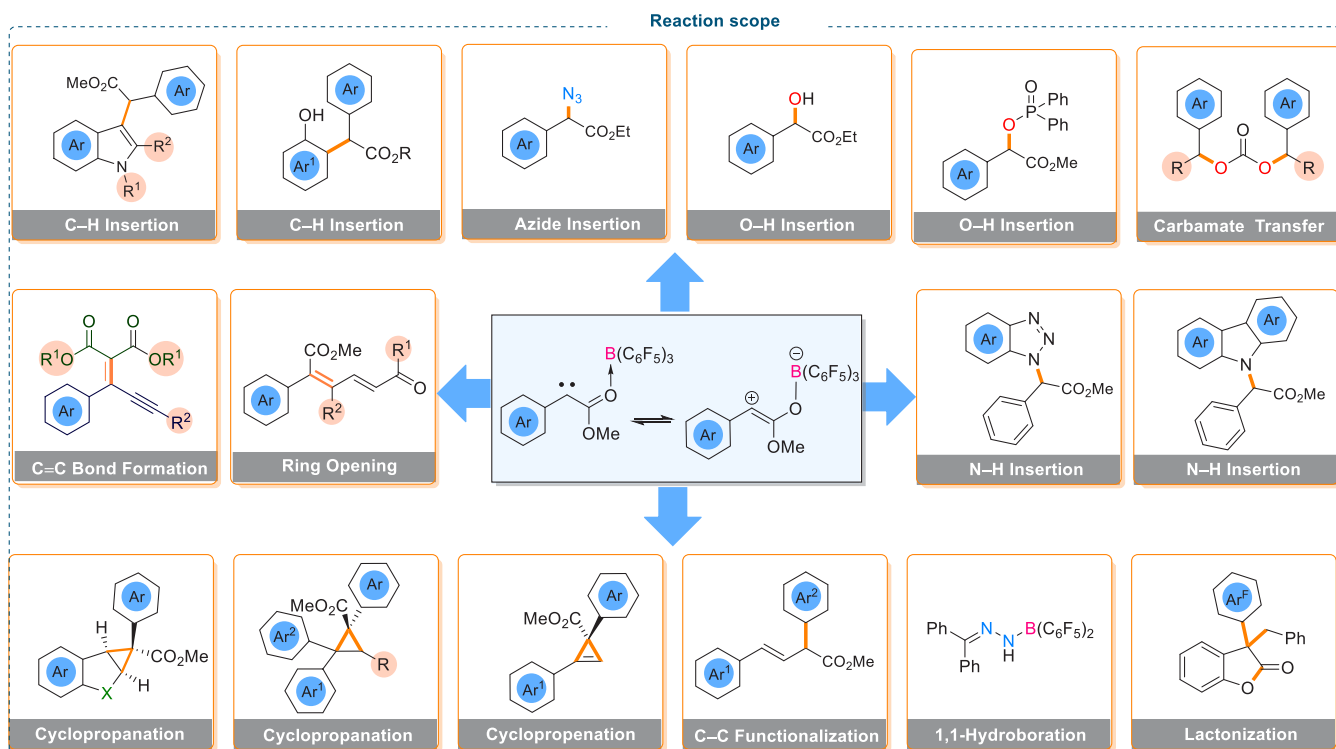 Reaction scope
MeO₂C
Ar
Ar
R²
N
R¹
C–H Insertion
Ar
OH
Ar¹
CO₂R
C–H Insertion
N₃
CO₂Et
Ar
Azide Insertion
OH
CO₂Et
Ar
O–H Insertion
O
P
Ph
Ph
O
CO₂Me
Ar
O–H Insertion
Ar
Ar
O
R
O
O
R
Carbamate Transfer
O
O
R¹O
OR¹
Ar
R²
C=C Bond Formation
MeO₂C
R¹
O
Ar
R²
Ring Opening
B(C₆F₅)₃
O
OMe
Ar
⊖
B(C₆F₅)₃
⊕
O
OMe
Ar
N
N
N
Ar
CO₂Me
N–H Insertion
Ar
Ar
N
CO₂Me
N–H Insertion
Ar
H
CO₂Me
Ar
H
X
Cyclopropanation
Ar
MeO₂C
Ar²
R
Ar¹
Cyclopropanation
Ar
MeO₂C
Ar¹
Cyclopropenation
Ar²
CO₂Me
Ar¹
C–C Functionalization
Ph
N
N
H
B(C₆F₅)₂
Ph
1,1-Hydroboration
Ar^F
Ph
O
O
Lactonization